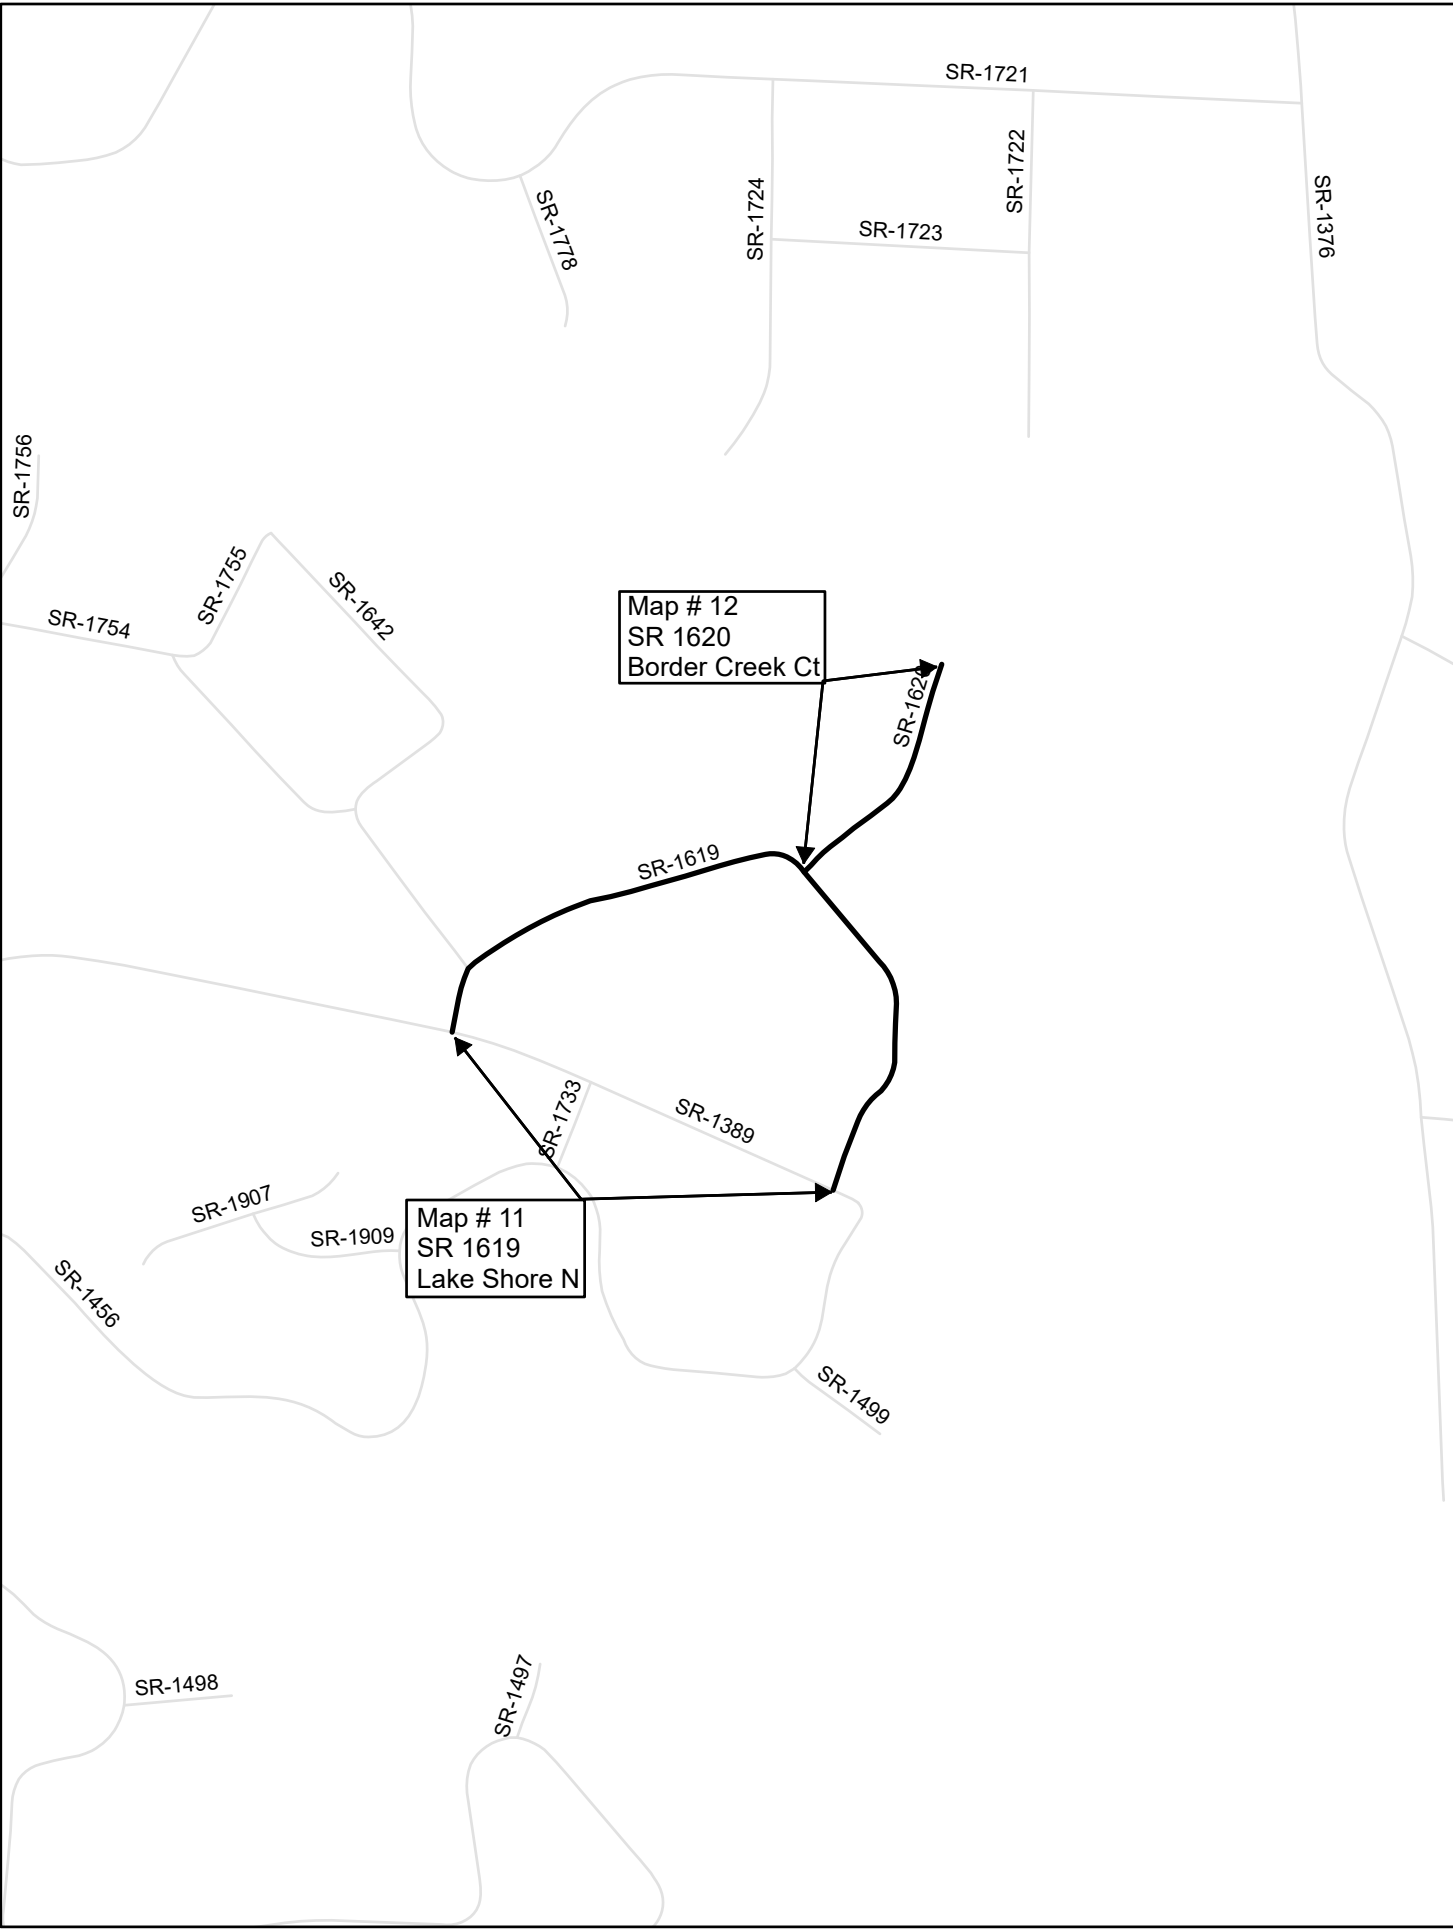 SR-1721
SR-1722
SR-1724
SR-1376
SR-1778
SR-1723
SR-1756
SR-1755
SR-1642
SR-1754
Map # 12
SR 1620
Border Creek Ct
SR-1620
SR-1619
SR-1733
SR-1389
SR-1907
SR-1909
Map # 11
SR 1619
Lake Shore N
SR-1456
SR-1499
SR-1498
SR-1497